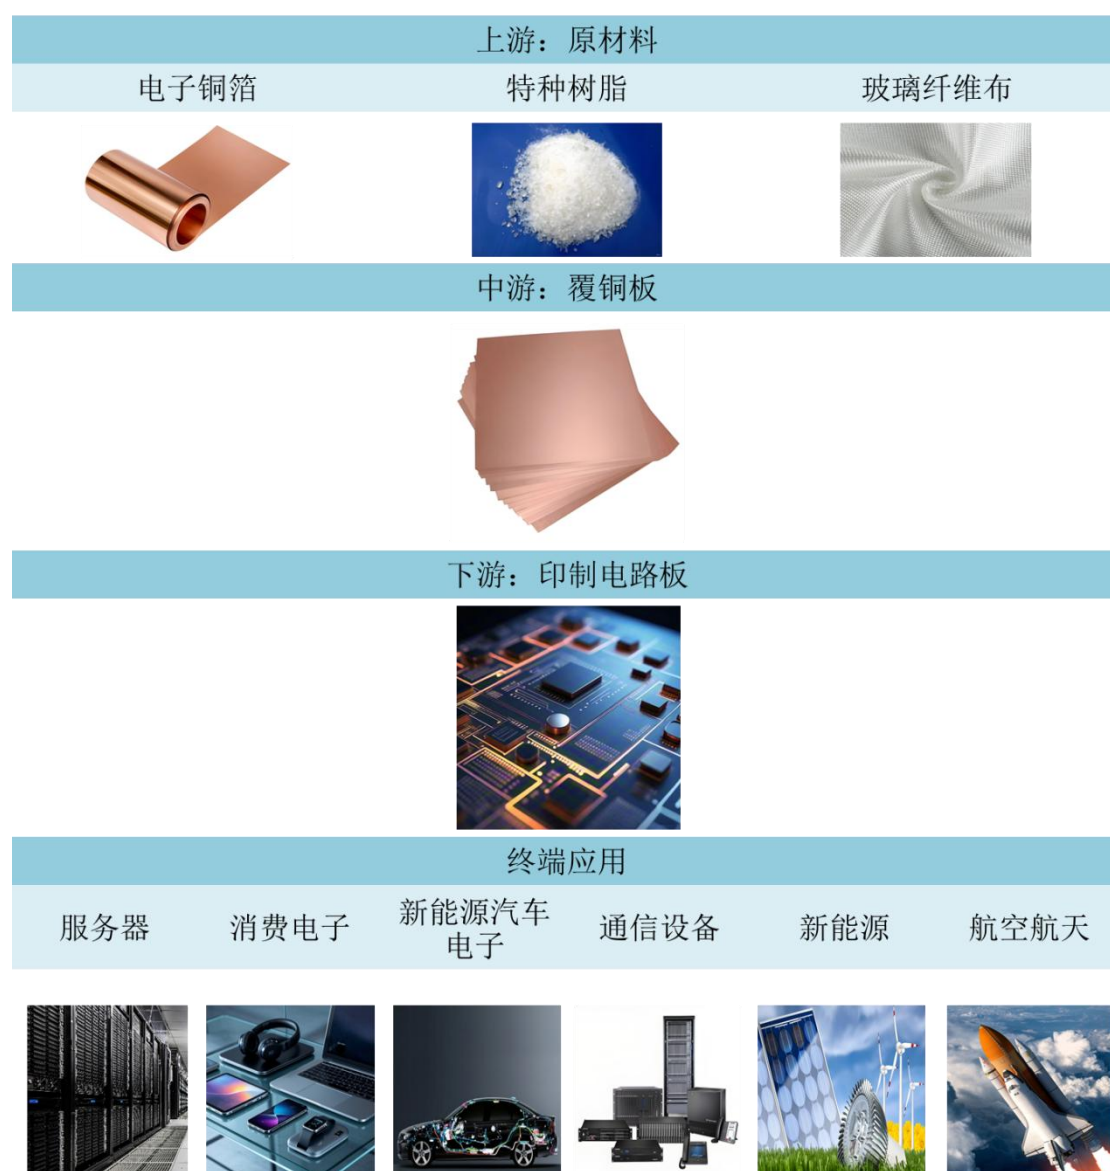 上游：原材料
电子铜箔 特种树脂 玻璃纤维布
中游：覆铜板
下游：印制电路板
终端应用
服务器 消费电子 新能源汽车
电子 通信设备 新能源 航空航天